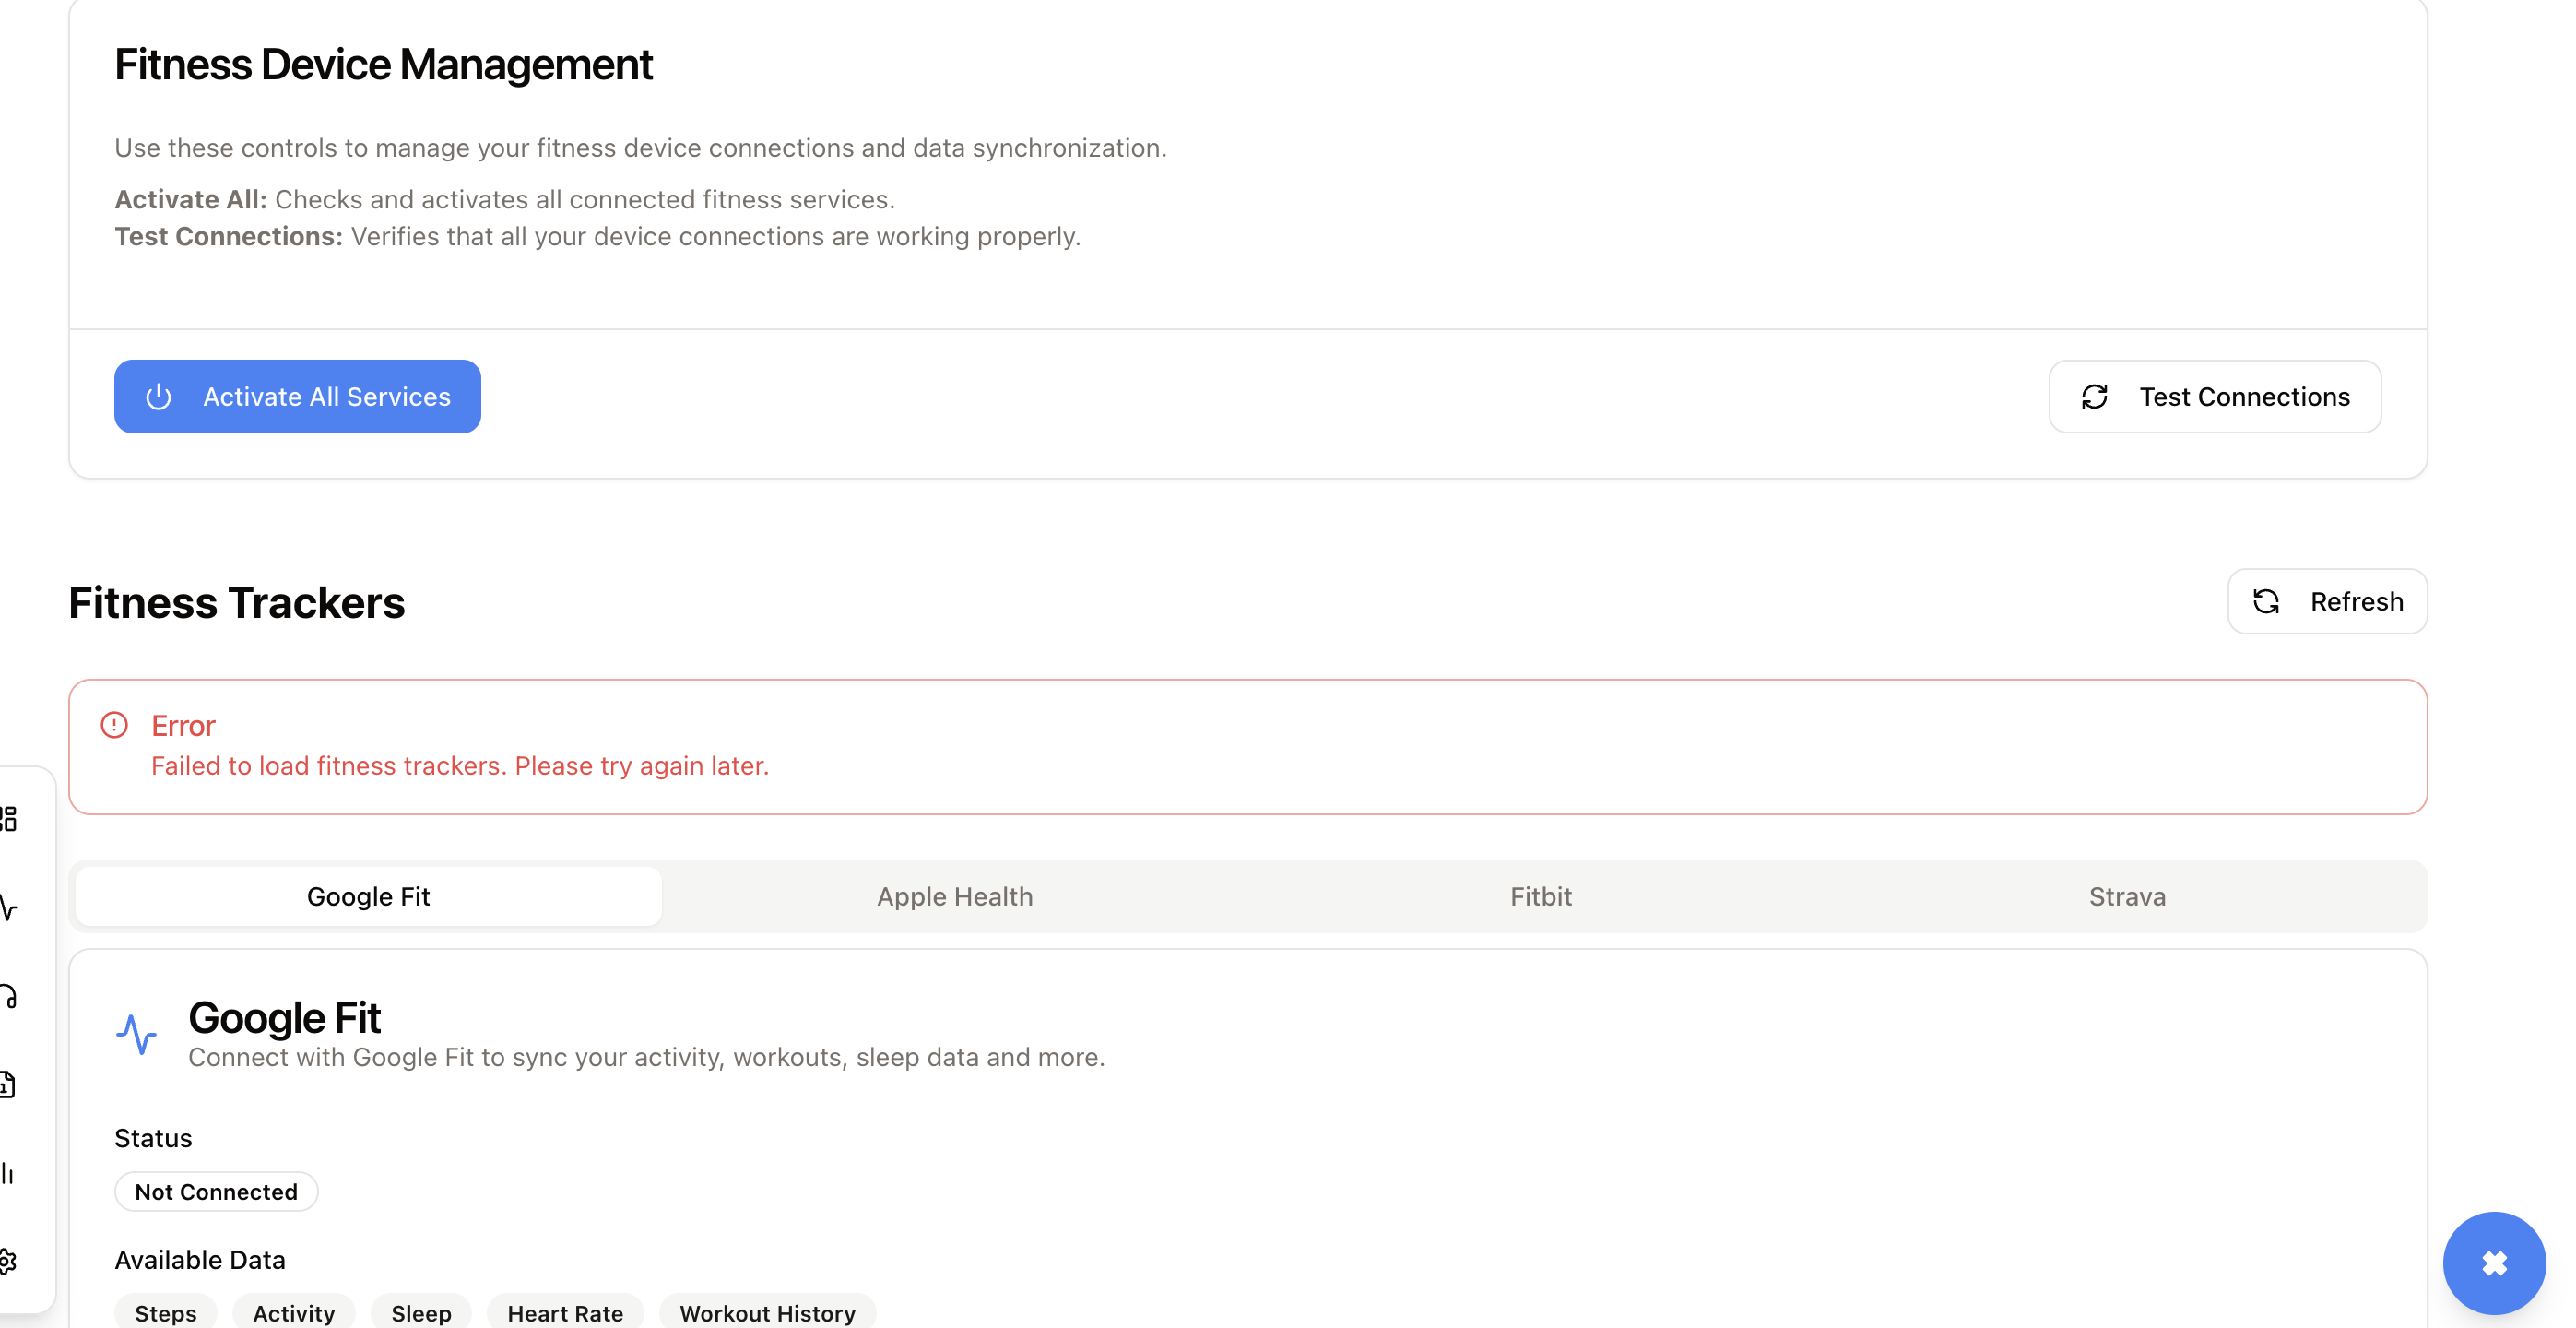 Fitness Device Management
Use these controls to manage your fitness device connections and data synchronization.
Activate All: Checks and activates all connected fitness services.
Test Connections: Verifies that all your device connections are working properly.
Activate All Services
Test Connections
Fitness Trackers
Refresh
Error
Failed to load fitness trackers. Please try again later.
Google Fit
Apple Health
Fitbit
Strava
Google Fit
Connect with Google Fit to sync your activity, workouts, sleep data and more.
Status
Not Connected
Available Data
Steps
Activity
Sleep
Heart Rate
Workout History